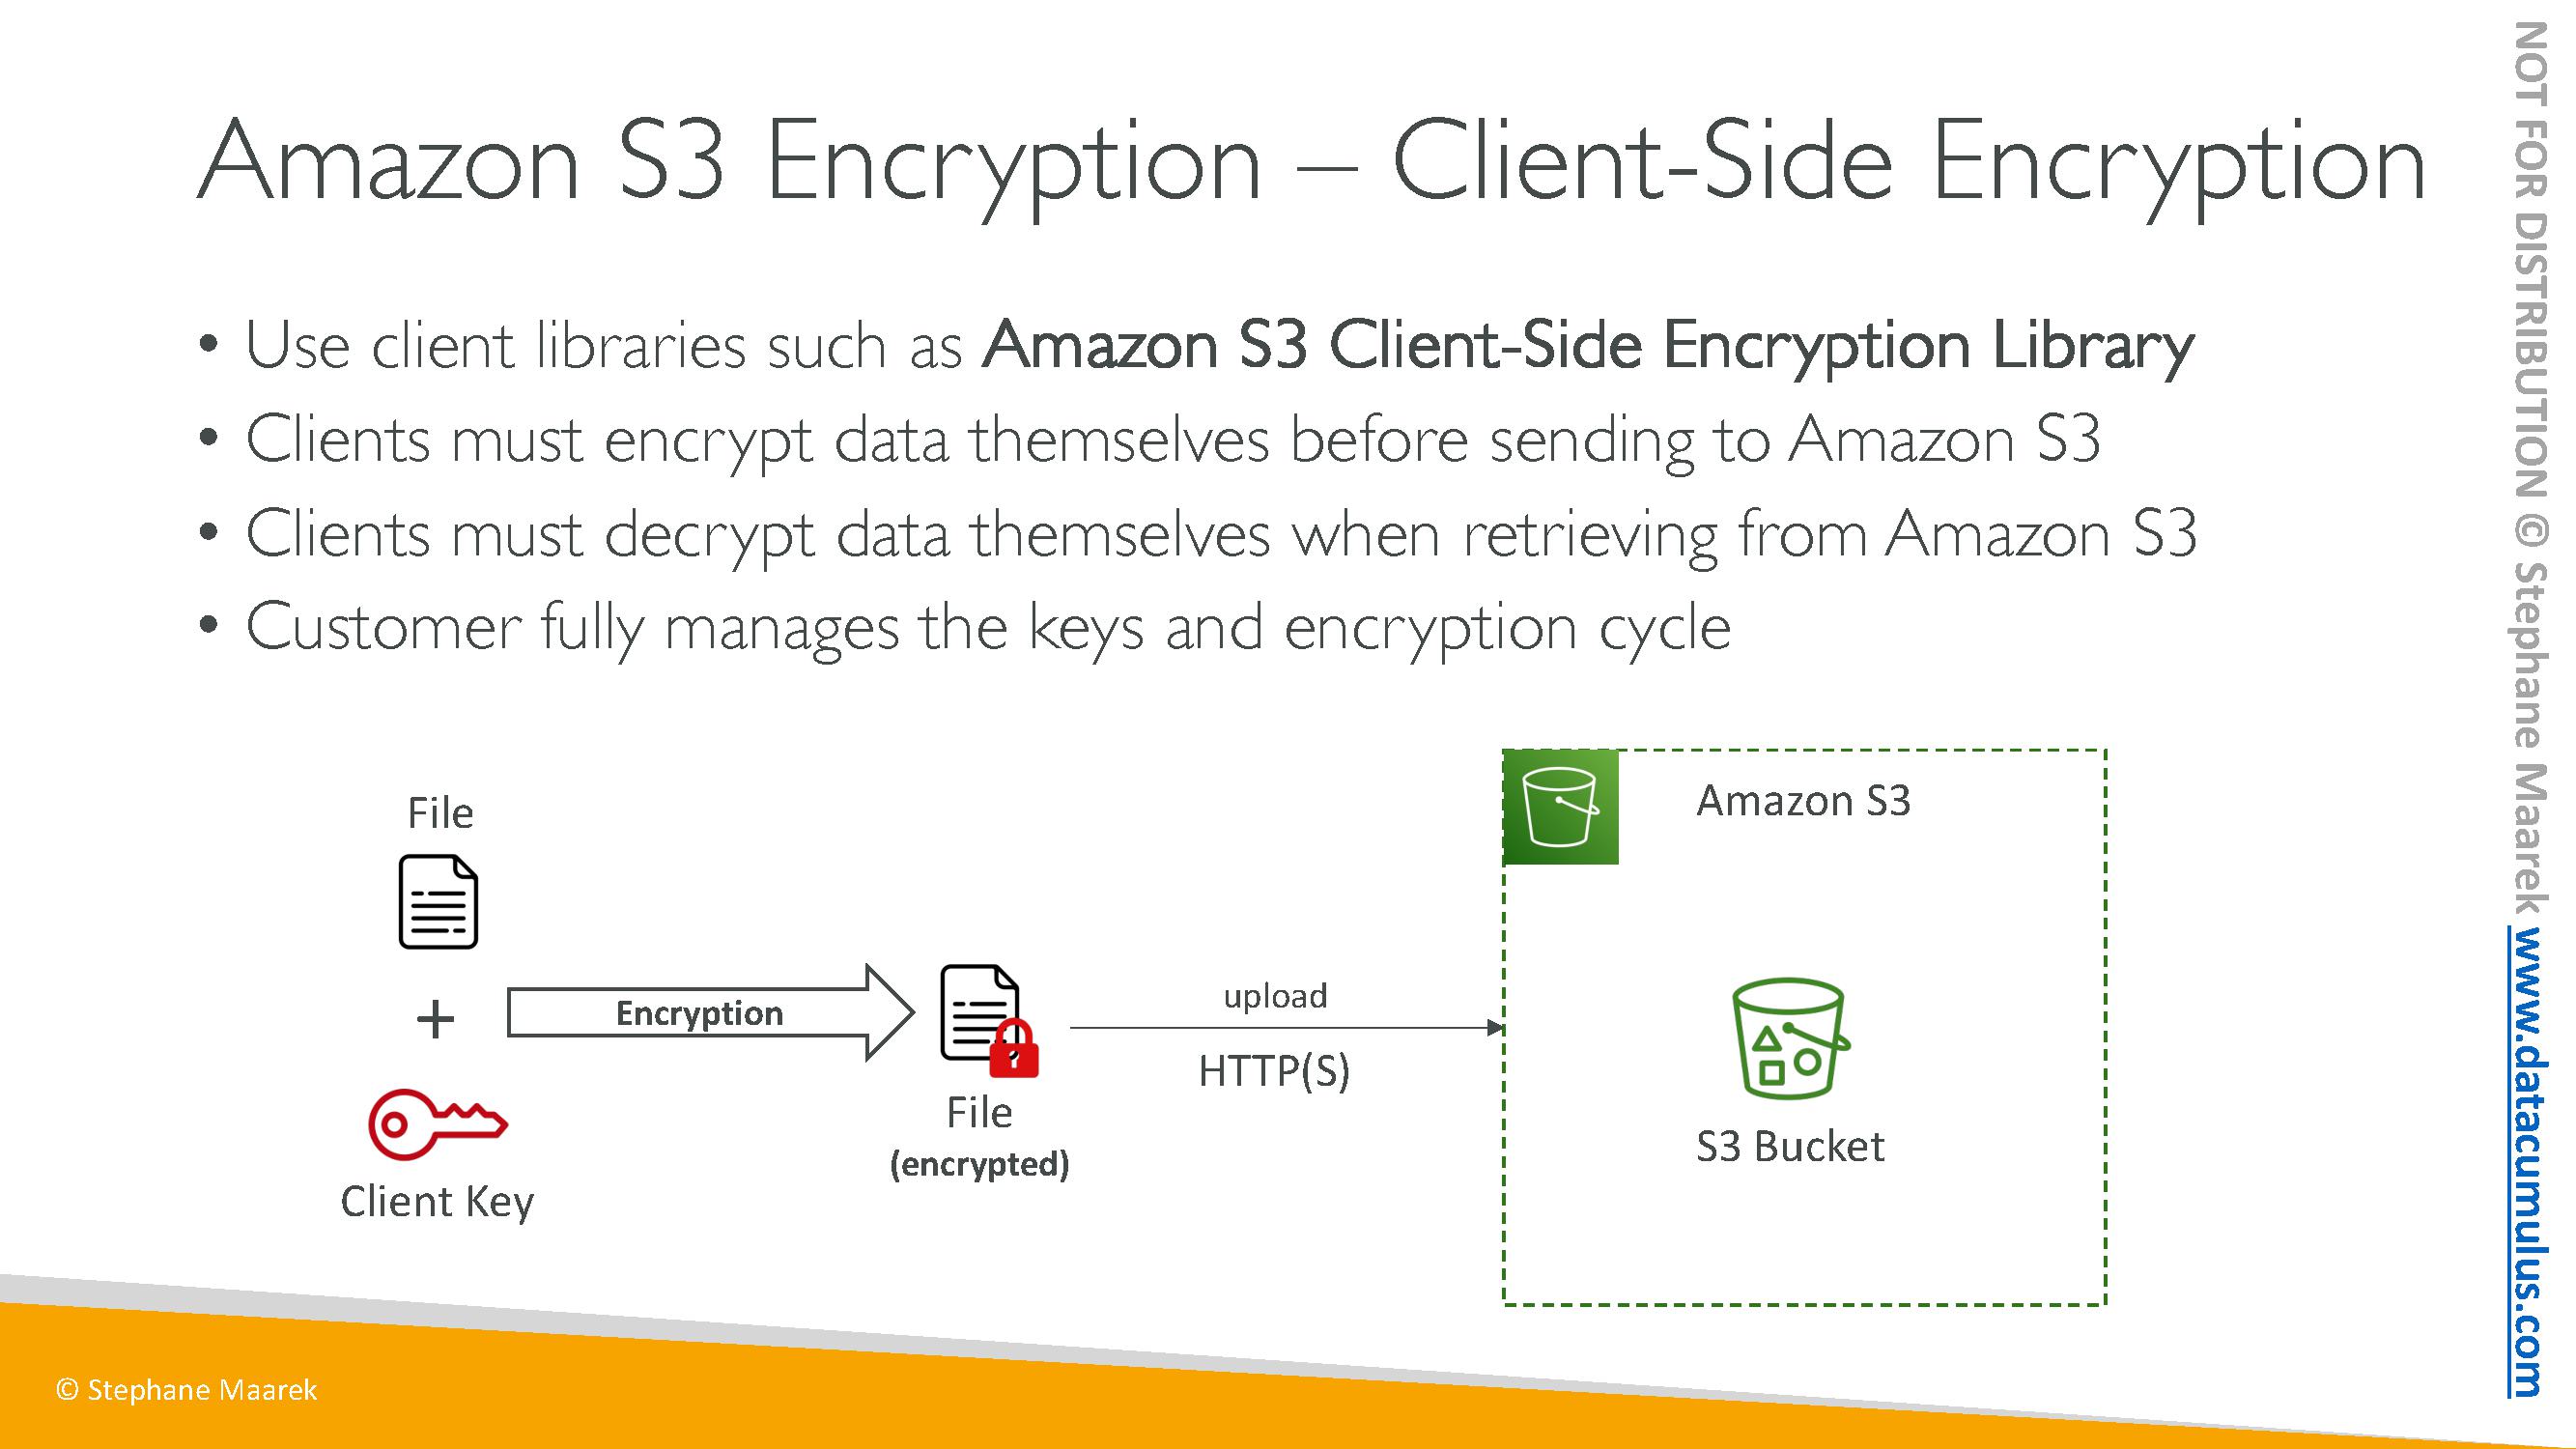 Amazon S3 Encryption – Client-Side Encryption
• Use client libraries such as Amazon S3 Client-Side Encryption Library
• Clients must encrypt data themselves before sending to Amazon S3
• Clients must decrypt data themselves when retrieving from Amazon S3
• Customer fully manages the keys and encryption cycle
File
+
Client Key
Encryption
File
(encrypted)
upload
HTTP(S)
Amazon S3
S3 Bucket
© Stephane Maarek
NOT FOR DISTRIBUTION © Stephane Maarek www.datacumulus.com